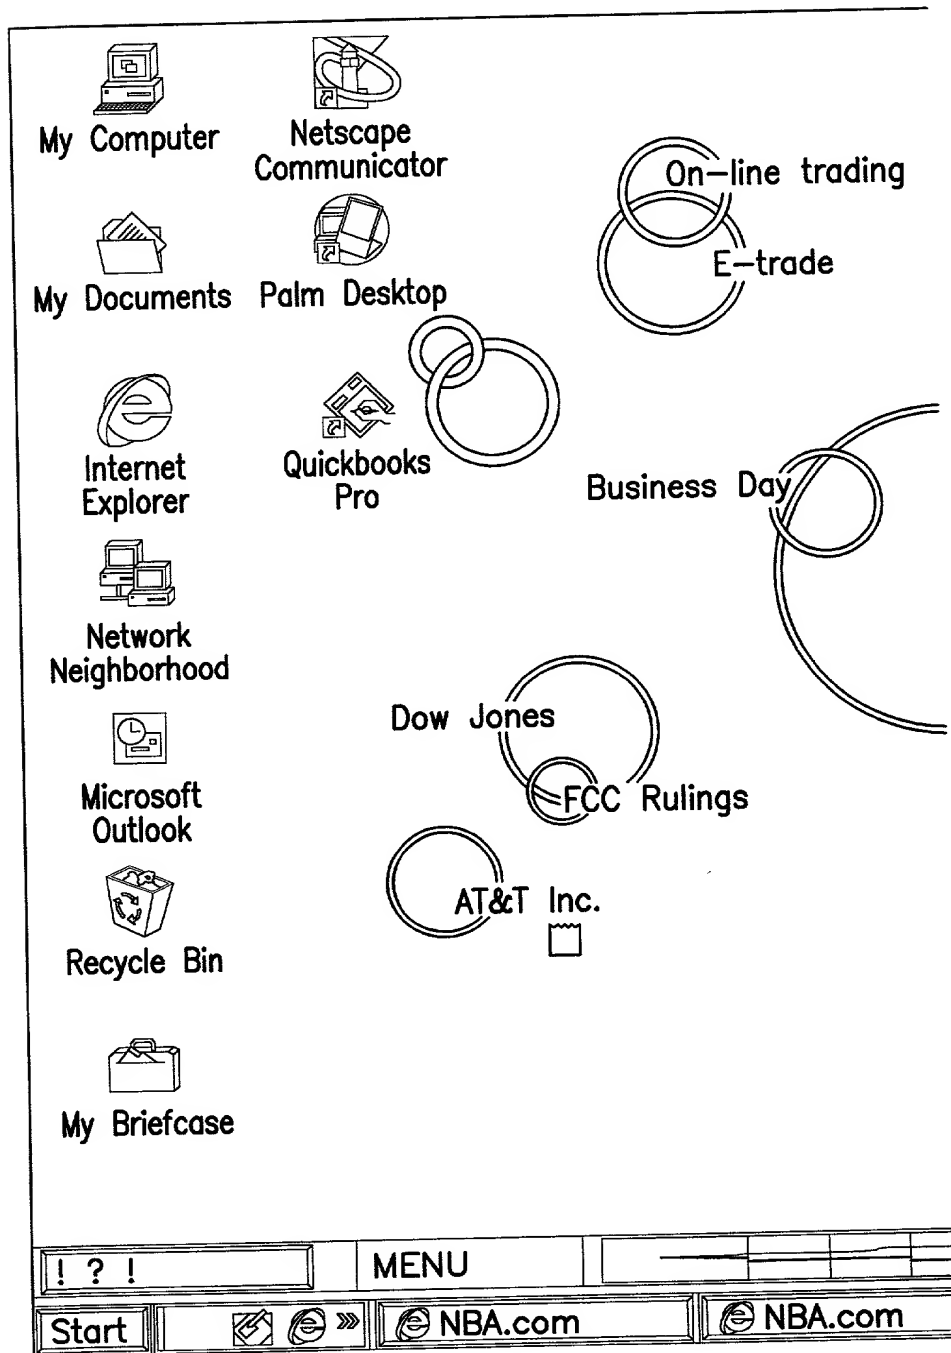 My Computer
Netscape
Communicator
On-line trading
E-trade
My Documents
Palm Desktop
Internet
Explorer
Quickbooks
Pro
Business Day
Network
Neighborhood
Dow Jones
FCC Rulings
Microsoft
Outlook
AT&T Inc.
Recycle Bin
My Briefcase
! ? !
MENU
Start
NBA.com
NBA.com